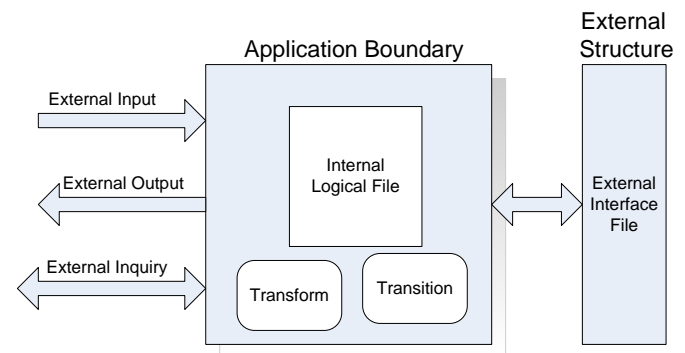 External
Structure
Application Boundary
External Input
Internal
Logical File
External Output
External
Interface
File
External Inquiry
Transform
Transition